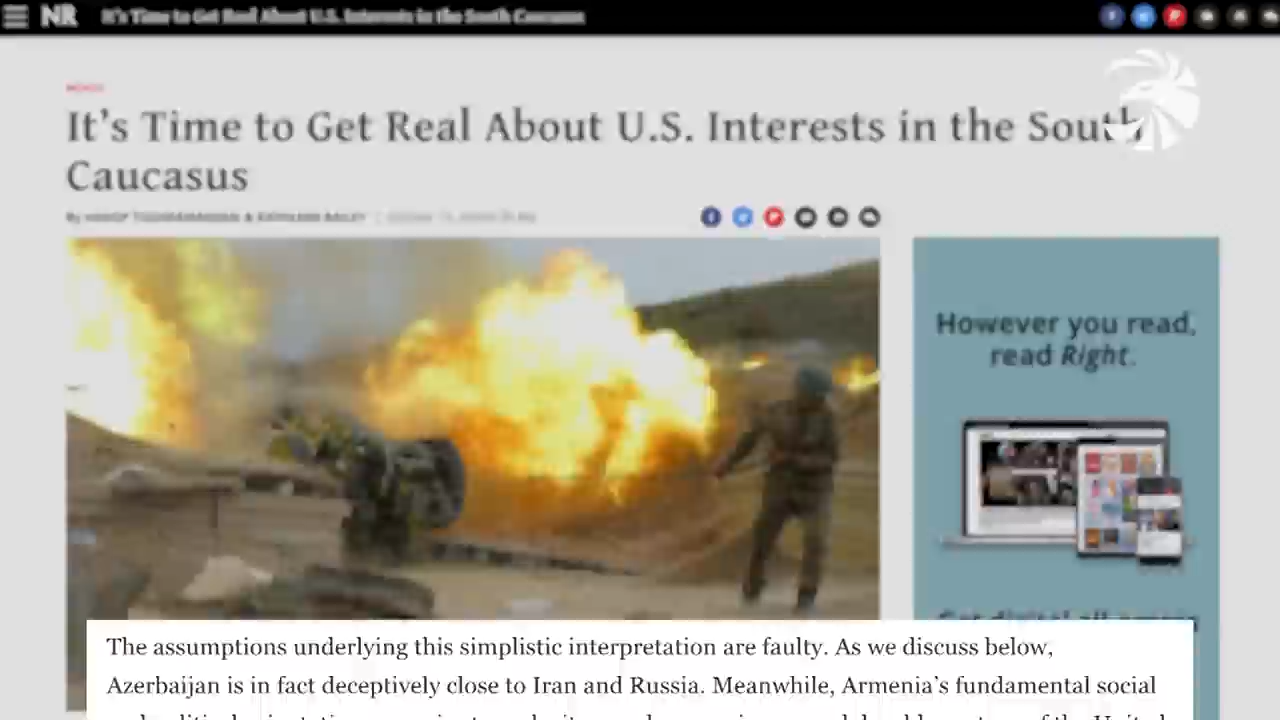 NR It's Time to Get Real About U.S. Interests in the South Caucasus
WORLD
It's Time to Get Real About U.S. Interests in the South
Caucasus
By
However you read,
read Right.
The assumptions underlying this simplistic interpretation are faulty. As we discuss below,
Azerbaijan is in fact deceptively close to Iran and Russia. Meanwhile, Armenia's fundamental social